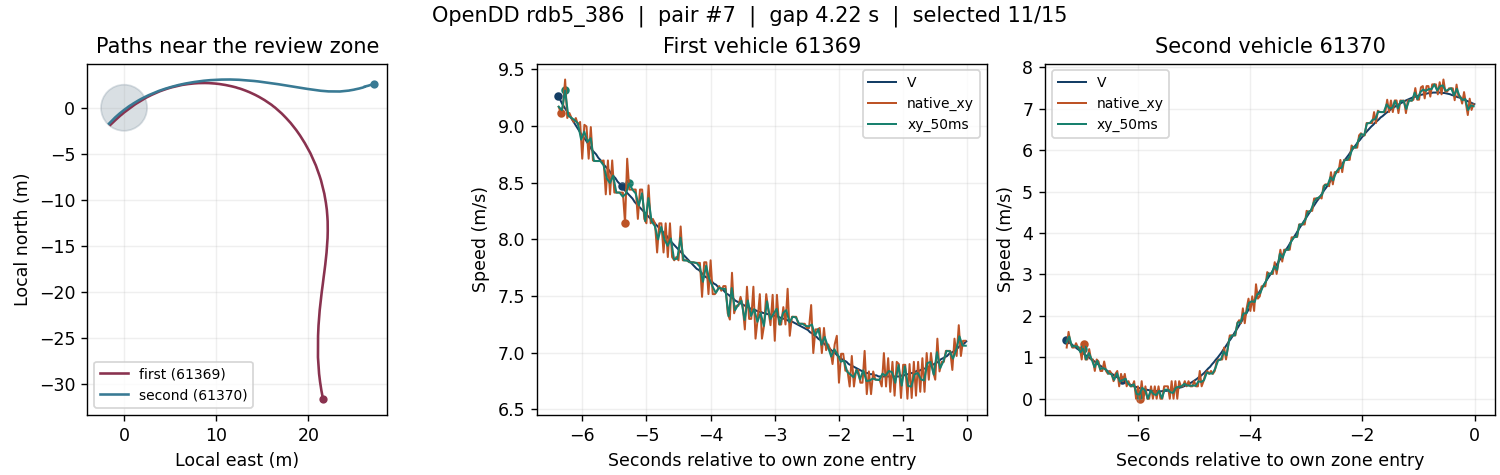 OpenDD rdb5_386 | pair #7 | gap 4.22 s | selected 11/15
Paths near the review zone
First vehicle 61369
Second vehicle 61370
Local north (m)
0
−5
−10
−15
−20
−25
−30
first (61369)
second (61370)
0
10
20
Local east (m)
Speed (m/s)
9.5
9.0
8.5
8.0
7.5
7.0
6.5
V
native_xy
xy_50ms
−6
−5
−4
−3
−2
−1
0
Seconds relative to own zone entry
Speed (m/s)
8
7
6
5
4
3
2
1
0
V
native_xy
xy_50ms
−6
−4
−2
0
Seconds relative to own zone entry